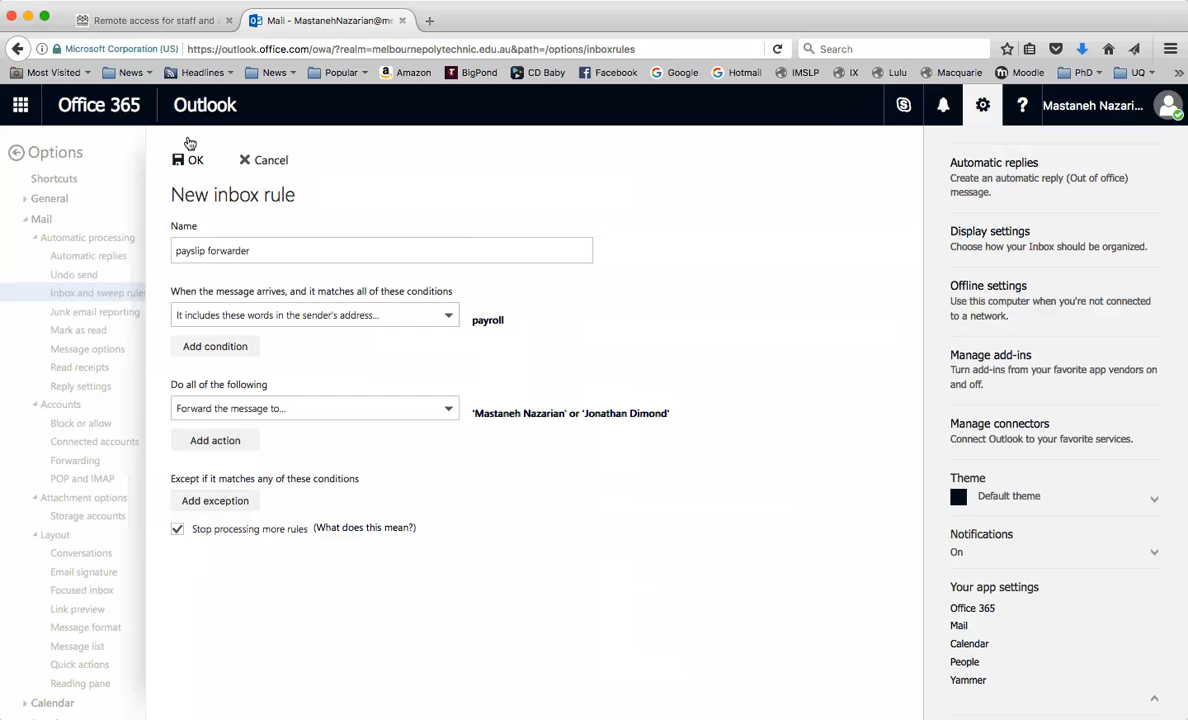 Remote access for staff and
Mail - MastanehNazarian@me
Microsoft Corporation (US)
https://outlook.office.com/owa/?realm=melbournepolytechnic.edu.au&path=/options/inboxrules
Search
Most Visited
News
Headlines
News
Popular
Amazon
BigPond
CD Baby
Facebook
Google
Hotmail
IMSLP
IX
Lulu
Macquarie
Moodle
PhD
UQ
Office 365
Outlook
Mastaneh Nazari...
Options
Shortcuts
General
Mail
Automatic processing
Automatic replies
Undo send
Inbox and sweep rules
Junk email reporting
Mark as read
Message options
Read receipts
Reply settings
Accounts
Block or allow
Connected accounts
Forwarding
POP and IMAP
Attachment options
Storage accounts
Layout
Conversations
Email signature
Focused inbox
Link preview
Message format
Message list
Quick actions
Reading pane
Calendar
OK
Cancel
New inbox rule
Name
payslip forwarder
When the message arrives, and it matches all of these conditions
It includes these words in the sender's address...
payroll
Add condition
Do all of the following
Forward the message to...
'Mastaneh Nazarian' or 'Jonathan Dimond'
Add action
Except if it matches any of these conditions
Add exception
Stop processing more rules (What does this mean?)
Automatic replies
Create an automatic reply (Out of office)
message.
Display settings
Choose how your Inbox should be organized.
Offline settings
Use this computer when you're not connected
to a network.
Manage add-ins
Turn add-ins from your favorite app vendors on
and off.
Manage connectors
Connect Outlook to your favorite services.
Theme
Default theme
Notifications
On
Your app settings
Office 365
Mail
Calendar
People
Yammer